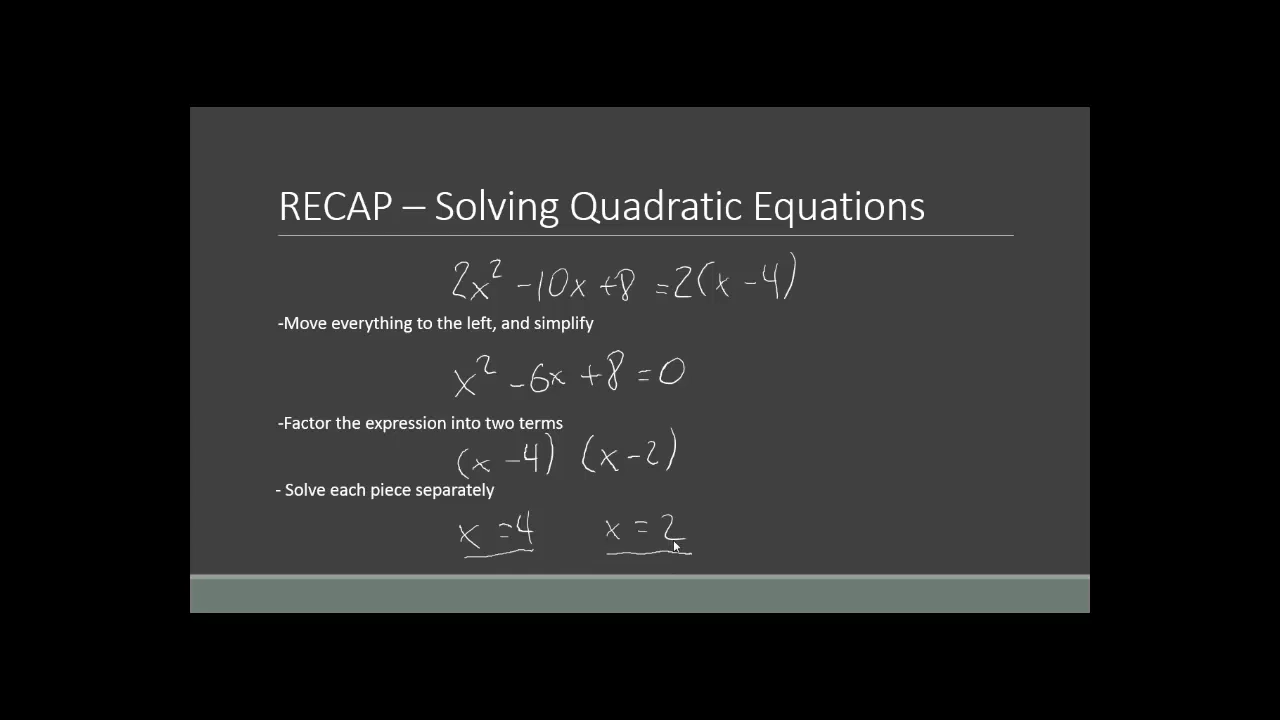 RECAP – Solving Quadratic Equations
2x² -10x +8 =2(x -4)
-Move everything to the left, and simplify
x² -6x +8 =0
-Factor the expression into two terms
(x -4) (x -2)
- Solve each piece separately
x =4 x = 2